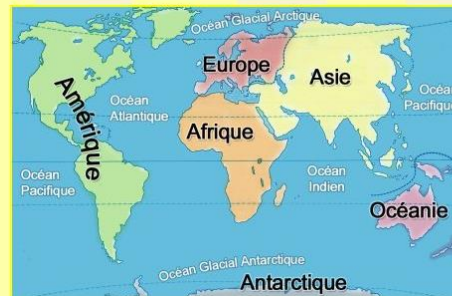 Océan Glacial Arctique
Europe
Asie
Amérique
Océan
Atlantique
Océan
Pacifique
Afrique
Océan
Pacifique
Océan
Indien
Océanie
Océan Glacial Antarctique
Antarctique